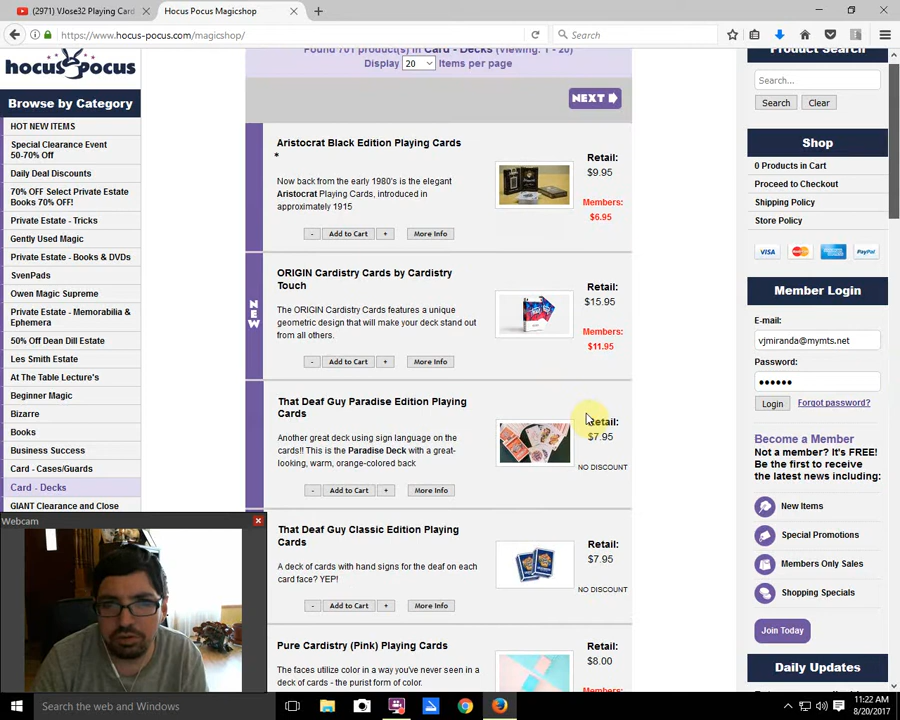 (2971) VJose32 Playing Card
Hocus Pocus Magicshop
https://www.hocus-pocus.com/magicshop/
Search
hocus pocus
Browse by Category
HOT NEW ITEMS
Special Clearance Event
50-70% Off
Daily Deal Discounts
70% OFF Select Private Estate
Books 70% OFF!
Private Estate - Tricks
Gently Used Magic
Private Estate - Books & DVDs
SvenPads
Owen Magic Supreme
Private Estate - Memorabilia &
Ephemera
50% Off Dean Dill Estate
Les Smith Estate
At The Table Lecture's
Beginner Magic
Bizarre
Books
Business Success
Card - Cases/Guards
Card - Decks
GIANT Clearance and Close
Found 701 product(s) in Card - Decks (Viewing: 1 - 20)
Display 20 Items per page
NEXT
Aristocrat Black Edition Playing Cards
*
Now back from the early 1980's is the elegant
Aristocrat Playing Cards, introduced in
approximately 1915
Retail:
$9.95
Members:
$6.95
- Add to Cart + More Info
NEW
ORIGIN Cardistry Cards by Cardistry
Touch
The ORIGIN Cardistry Cards features a unique
geometric design that will make your deck stand
out from all others.
Retail:
$15.95
Members:
$11.95
- Add to Cart + More Info
That Deaf Guy Paradise Edition Playing
Cards
Another great deck using sign language on the
cards!! This is the Paradise Deck with a great-
looking, warm, orange-colored back
Retail:
$7.95
NO DISCOUNT
- Add to Cart + More Info
That Deaf Guy Classic Edition Playing
Cards
A deck of cards with hand signs for the deaf on each
card face? YEP!
Retail:
$7.95
NO DISCOUNT
- Add to Cart + More Info
Pure Cardistry (Pink) Playing Cards
The faces utilize color in a way you've never seen in a
deck of cards - the purist form of color.
Retail:
$8.00
Members:
Product Search
Search...
Search Clear
Shop
0 Products in Cart
Proceed to Checkout
Shipping Policy
Store Policy
VISA PayPal
Member Login
E-mail:
vjmiranda@mymts.net
Password:
••••••
Login Forgot password?
Become a Member
Not a member? It's FREE!
Be the first to receive
the latest news including:
New Items
Special Promotions
Members Only Sales
Shopping Specials
Join Today
Daily Updates
Webcam
Search the web and Windows
11:22 AM
8/20/2017